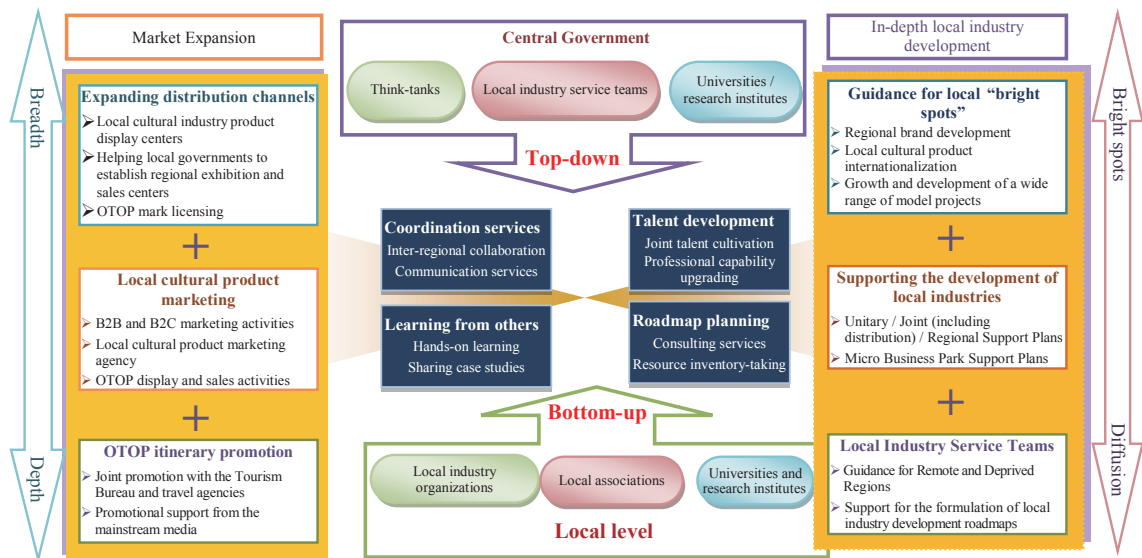 Breadth
Depth
Market Expansion
Expanding distribution channels
Local cultural industry product
display centers
Helping local governments to
establish regional exhibition and
sales centers
OTOP mark licensing
+
Local cultural product
marketing
B2B and B2C marketing activities
Local cultural product marketing
agency
OTOP display and sales activities
+
OTOP itinerary promotion
Joint promotion with the Tourism
Bureau and travel agencies
Promotional support from the
mainstream media
Central Government
Think-tanks
Local industry service teams
Universities /
research institutes
Top-down
Coordination services
Inter-regional collaboration
Communication services
Talent development
Joint talent cultivation
Professional capability
upgrading
Learning from others
Hands-on learning
Sharing case studies
Roadmap planning
Consulting services
Resource inventory-taking
Bottom-up
Local industry
organizations
Local associations
Universities and
research institutes
Local level
In-depth local industry
development
Guidance for local “bright
spots”
Regional brand development
Local cultural product
internationalization
Growth and development of a wide
range of model projects
+
Supporting the development of
local industries
Unitary / Joint (including
distribution) / Regional Support Plans
Micro Business Park Support Plans
+
Local Industry Service Teams
Guidance for Remote and Deprived
Regions
Support for the formulation of local
industry development roadmaps
Bright spots
Diffusion